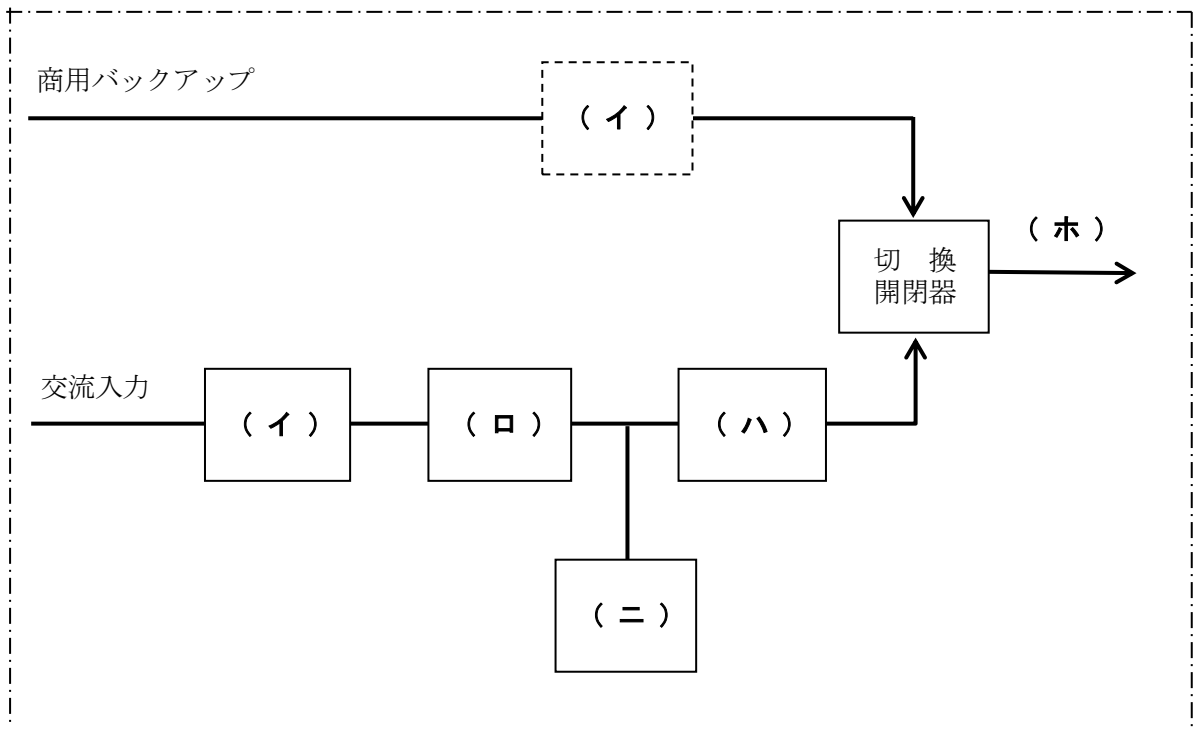 商用バックアップ
( イ )
( ホ )
切 換
開閉器
交流入力
( イ )
( ロ )
( ハ )
( ニ )